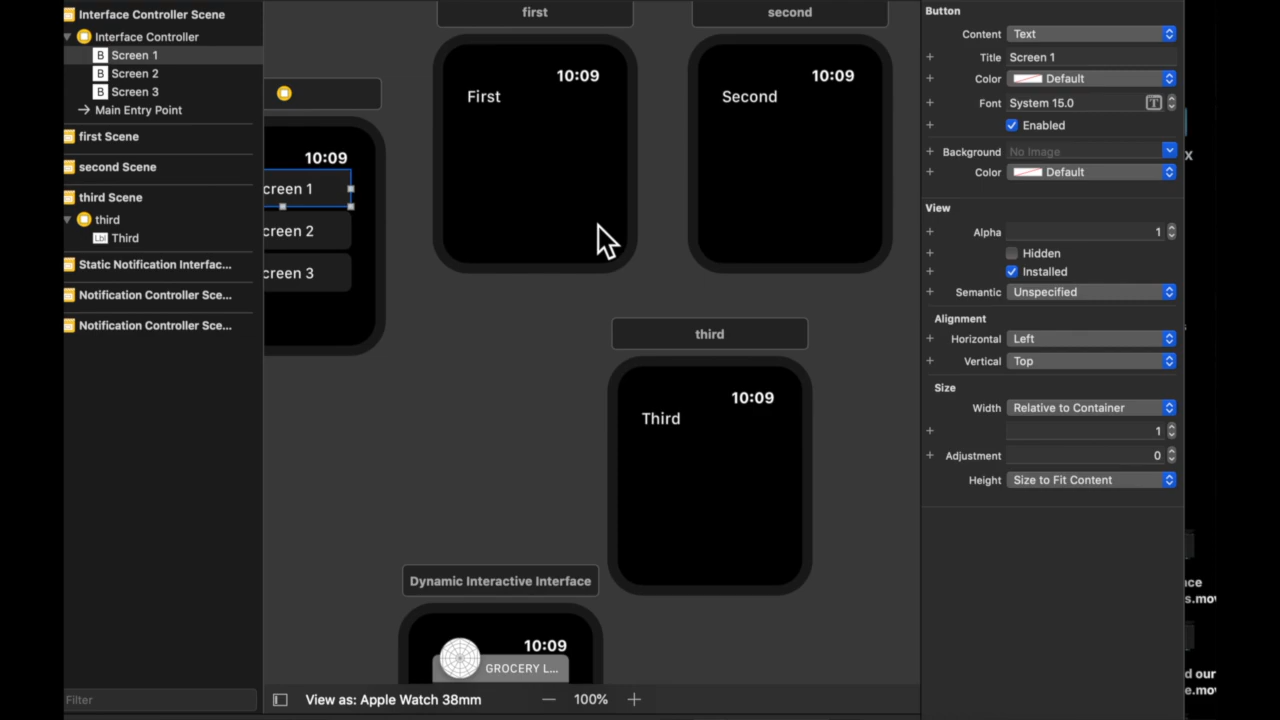 Interface Controller Scene
Interface Controller
B Screen 1
B Screen 2
B Screen 3
Main Entry Point
first Scene
second Scene
third Scene
third
Lbl Third
Static Notification Interfac...
Notification Controller Sce...
Notification Controller Sce...
Filter
10:09
creen 1
creen 2
creen 3
first
10:09
First
second
10:09
Second
third
10:09
Third
Dynamic Interactive Interface
10:09
GROCERY L...
View as: Apple Watch 38mm
100%
Button
Content Text
Title Screen 1
Color Default
Font System 15.0
Enabled
Background No Image
Color Default
View
Alpha 1
Hidden
Installed
Semantic Unspecified
Alignment
Horizontal Left
Vertical Top
Size
Width Relative to Container
1
Adjustment 0
Height Size to Fit Content
X
nce
s.mov
d our
e.mov